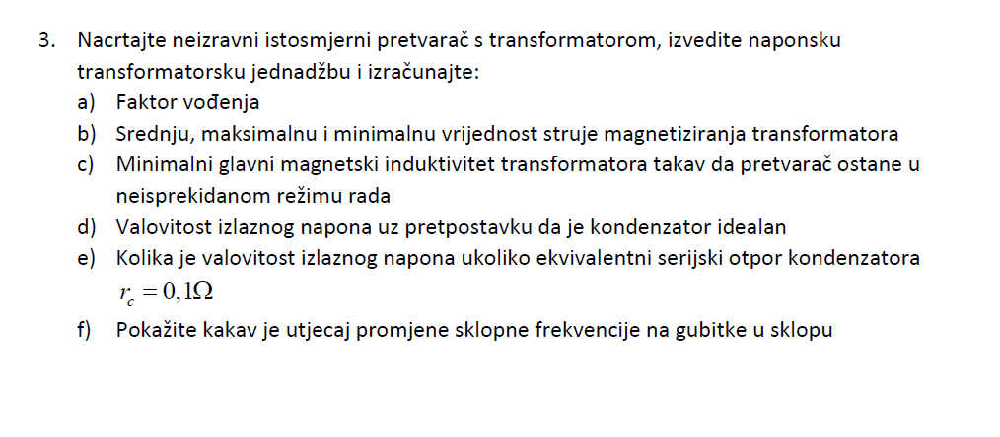 3. Nacrtajte neizravni istosmjerni pretvarač s transformatorom, izvedite naponsku
transformatorsku jednadžbu i izračunajte:
a) Faktor vođenja
b) Srednju, maksimalnu i minimalnu vrijednost struje magnetiziranja transformatora
c) Minimalni glavni magnetski induktivitet transformatora takav da pretvarač ostane u
neisprekidanom režimu rada
d) Valovitost izlaznog napona uz pretpostavku da je kondenzator idealan
e) Kolika je valovitost izlaznog napona ukoliko ekvivalentni serijski otpor kondenzatora
r_c = 0,1Ω
f) Pokažite kakav je utjecaj promjene sklopne frekvencije na gubitke u sklopu